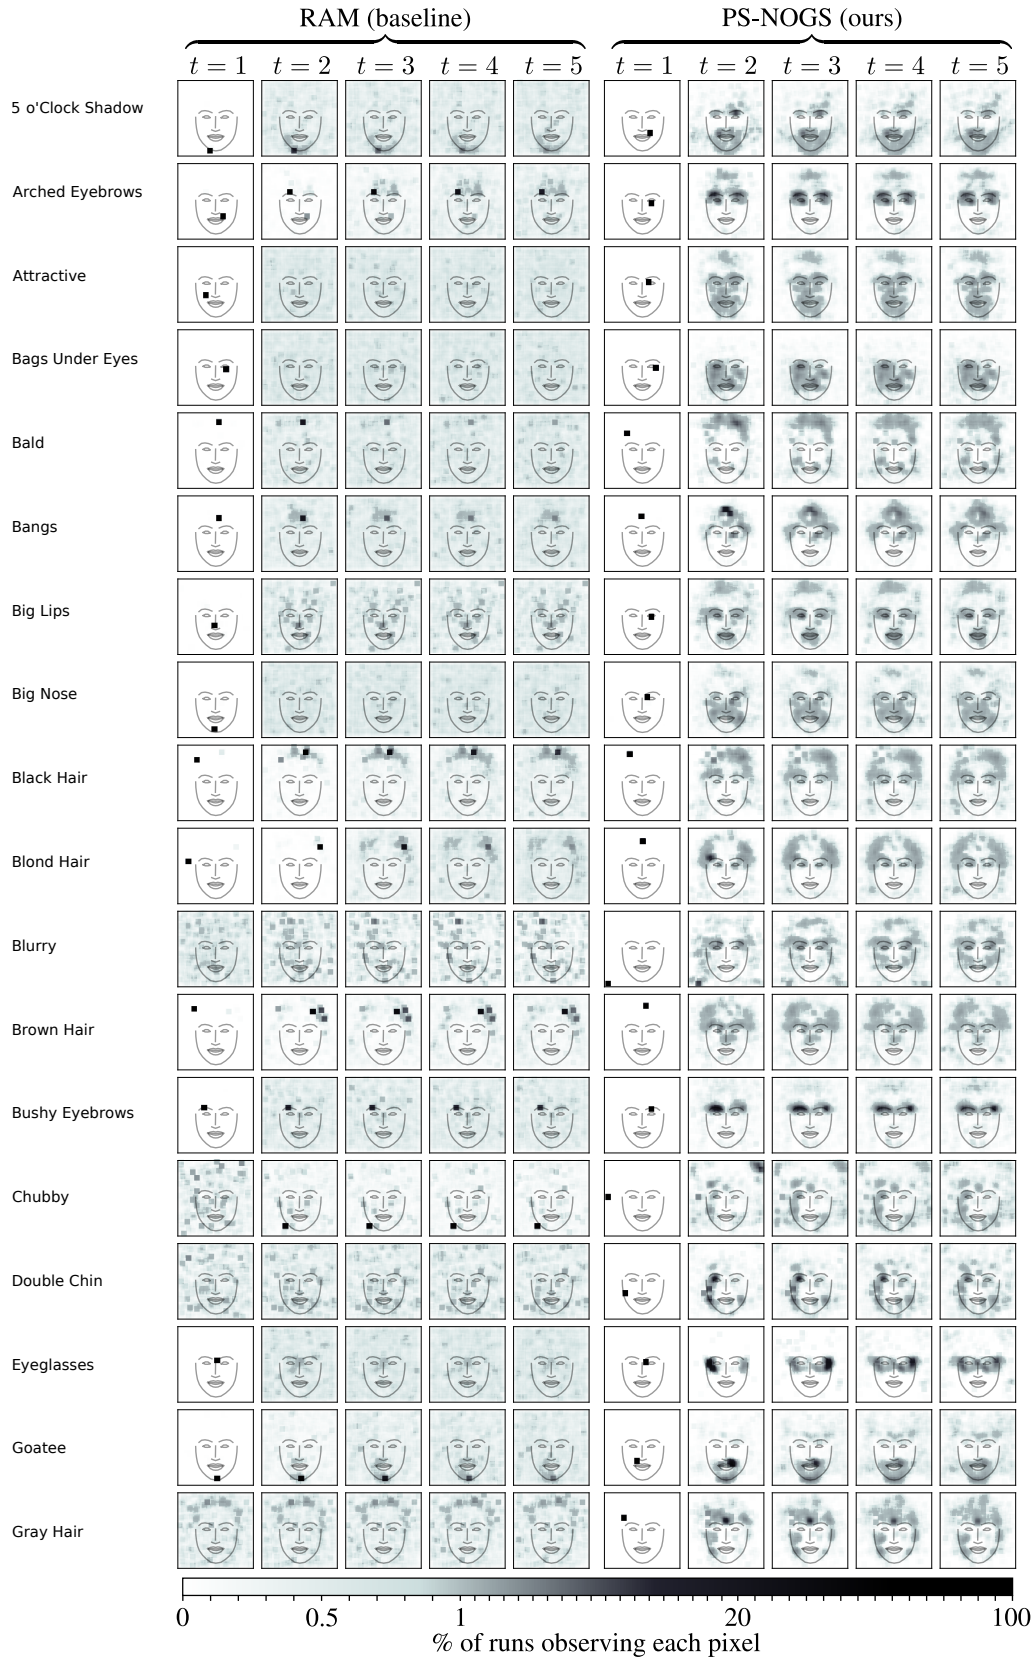 RAM (baseline) PS-NOGS (ours)
t = 1 t = 2 t = 3 t = 4 t = 5 t = 1 t = 2 t = 3 t = 4 t = 5
5 o'Clock Shadow
Arched Eyebrows
Attractive
Bags Under Eyes
Bald
Bangs
Big Lips
Big Nose
Black Hair
Blond Hair
Blurry
Brown Hair
Bushy Eyebrows
Chubby
Double Chin
Eyeglasses
Goatee
Gray Hair
0 0.5 1 20 100
% of runs observing each pixel